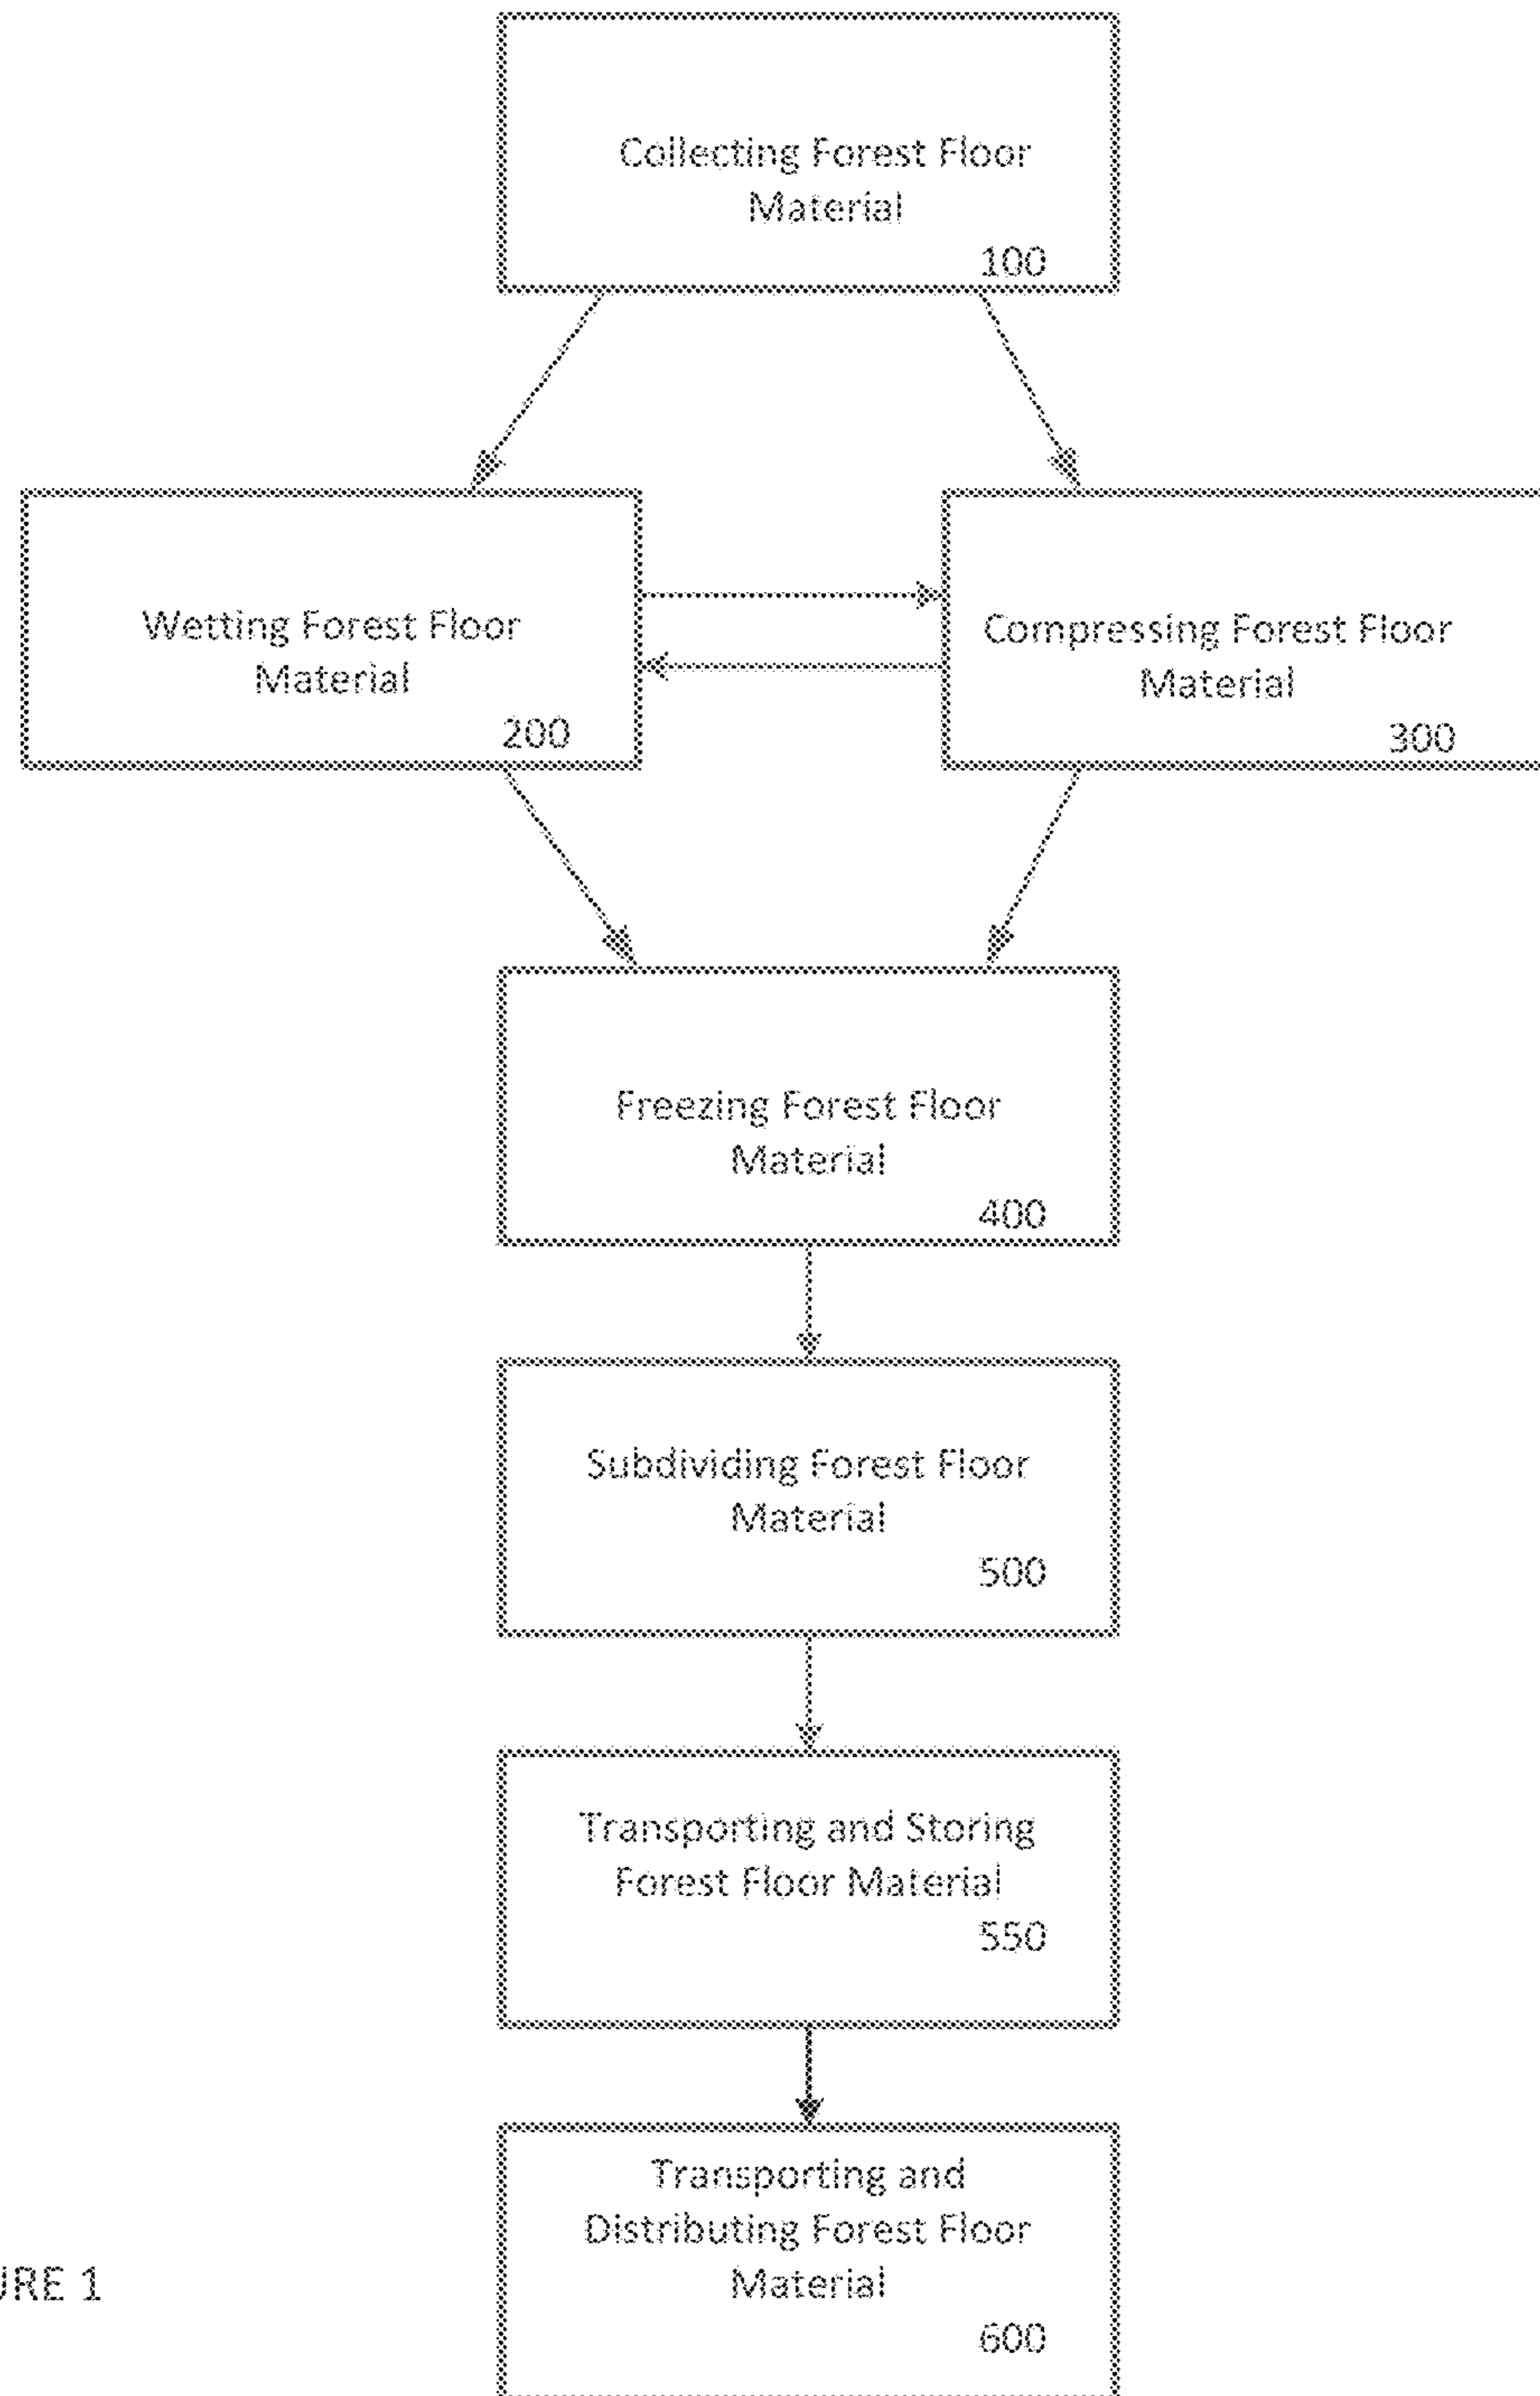 Collecting Forest Floor
Material
100
Wetting Forest Floor
Material
200
Compressing Forest Floor
Material
300
Freezing Forest Floor
Material
400
Subdividing Forest Floor
Material
500
Transporting and Storing
Forest Floor Material
550
Transporting and
Distributing Forest Floor
Material
600
URE 1